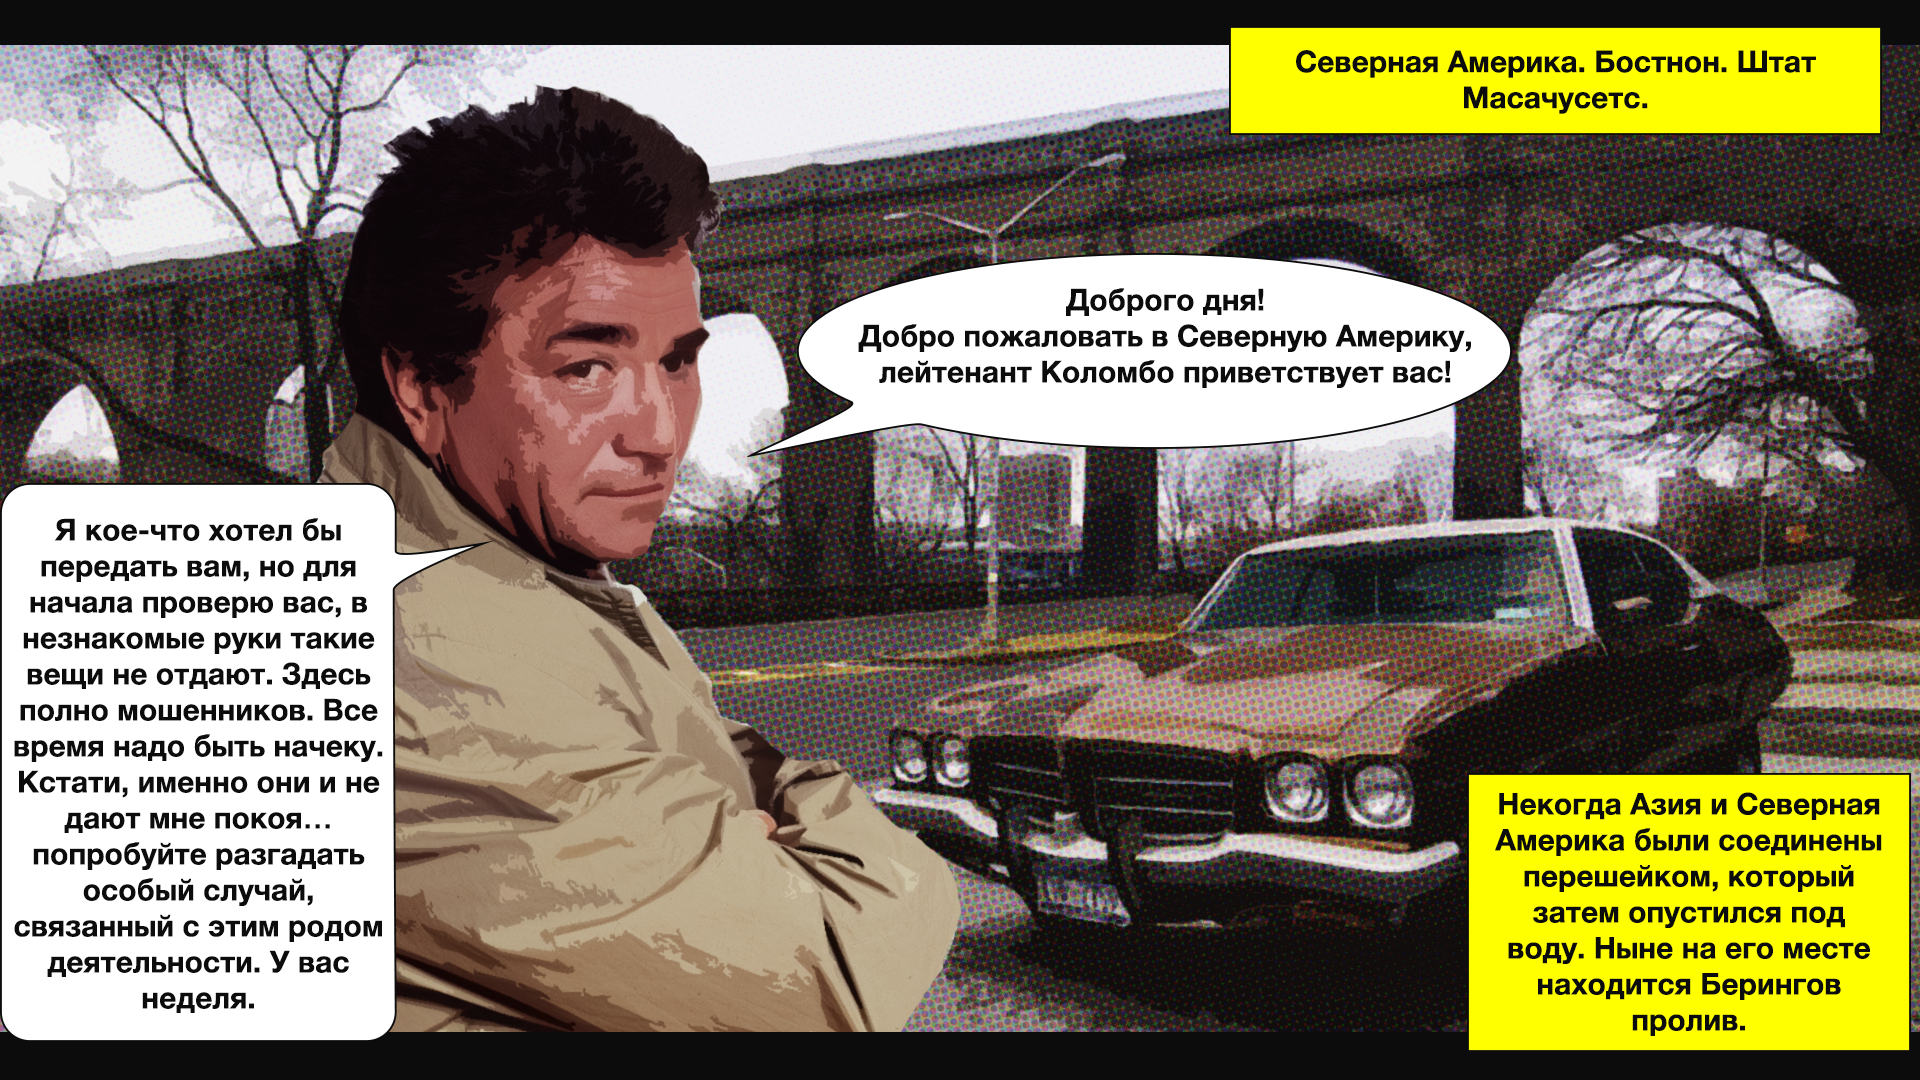 Северная Америка. Бостнон. Штат
Масачусетс.
Доброго дня!
Добро пожаловать в Северную Америку,
лейтенант Коломбо приветствует вас!
Я кое-что хотел бы
передать вам, но для
начала проверю вас, в
незнакомые руки такие
вещи не отдают. Здесь
полно мошенников. Все
время надо быть начеку.
Кстати, именно они и не
дают мне покоя…
попробуйте разгадать
особый случай,
связанный с этим родом
деятельности. У вас
неделя.
Некогда Азия и Северная
Америка были соединены
перешейком, который
затем опустился под
воду. Ныне на его месте
находится Берингов
пролив.